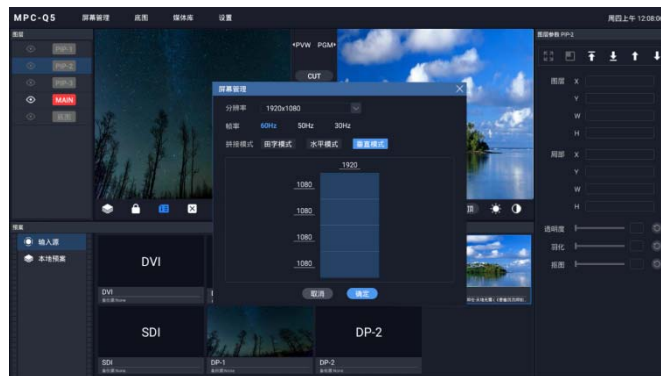 MPC-Q5 屏幕管理 底图 媒体库 设置 周四上午 12:08:00
图层
PIP-1
PIP-2
PIP-3
MAIN
底图
PVW PGM
CUT
图层参数 PIP-2
图层 X
Y
W
H
局部 X
Y
W
H
透明度
羽化
抠图
屏幕管理
分辨率 1920x1080
帧率 60Hz 50Hz 30Hz
拼接模式 田字模式 水平模式 垂直模式
1920
1080
1080
1080
1080
取消 确定
预案
输入源
本地预案
DVI
DVI
SDI
DP-2
SDI
DP-1
DP-2